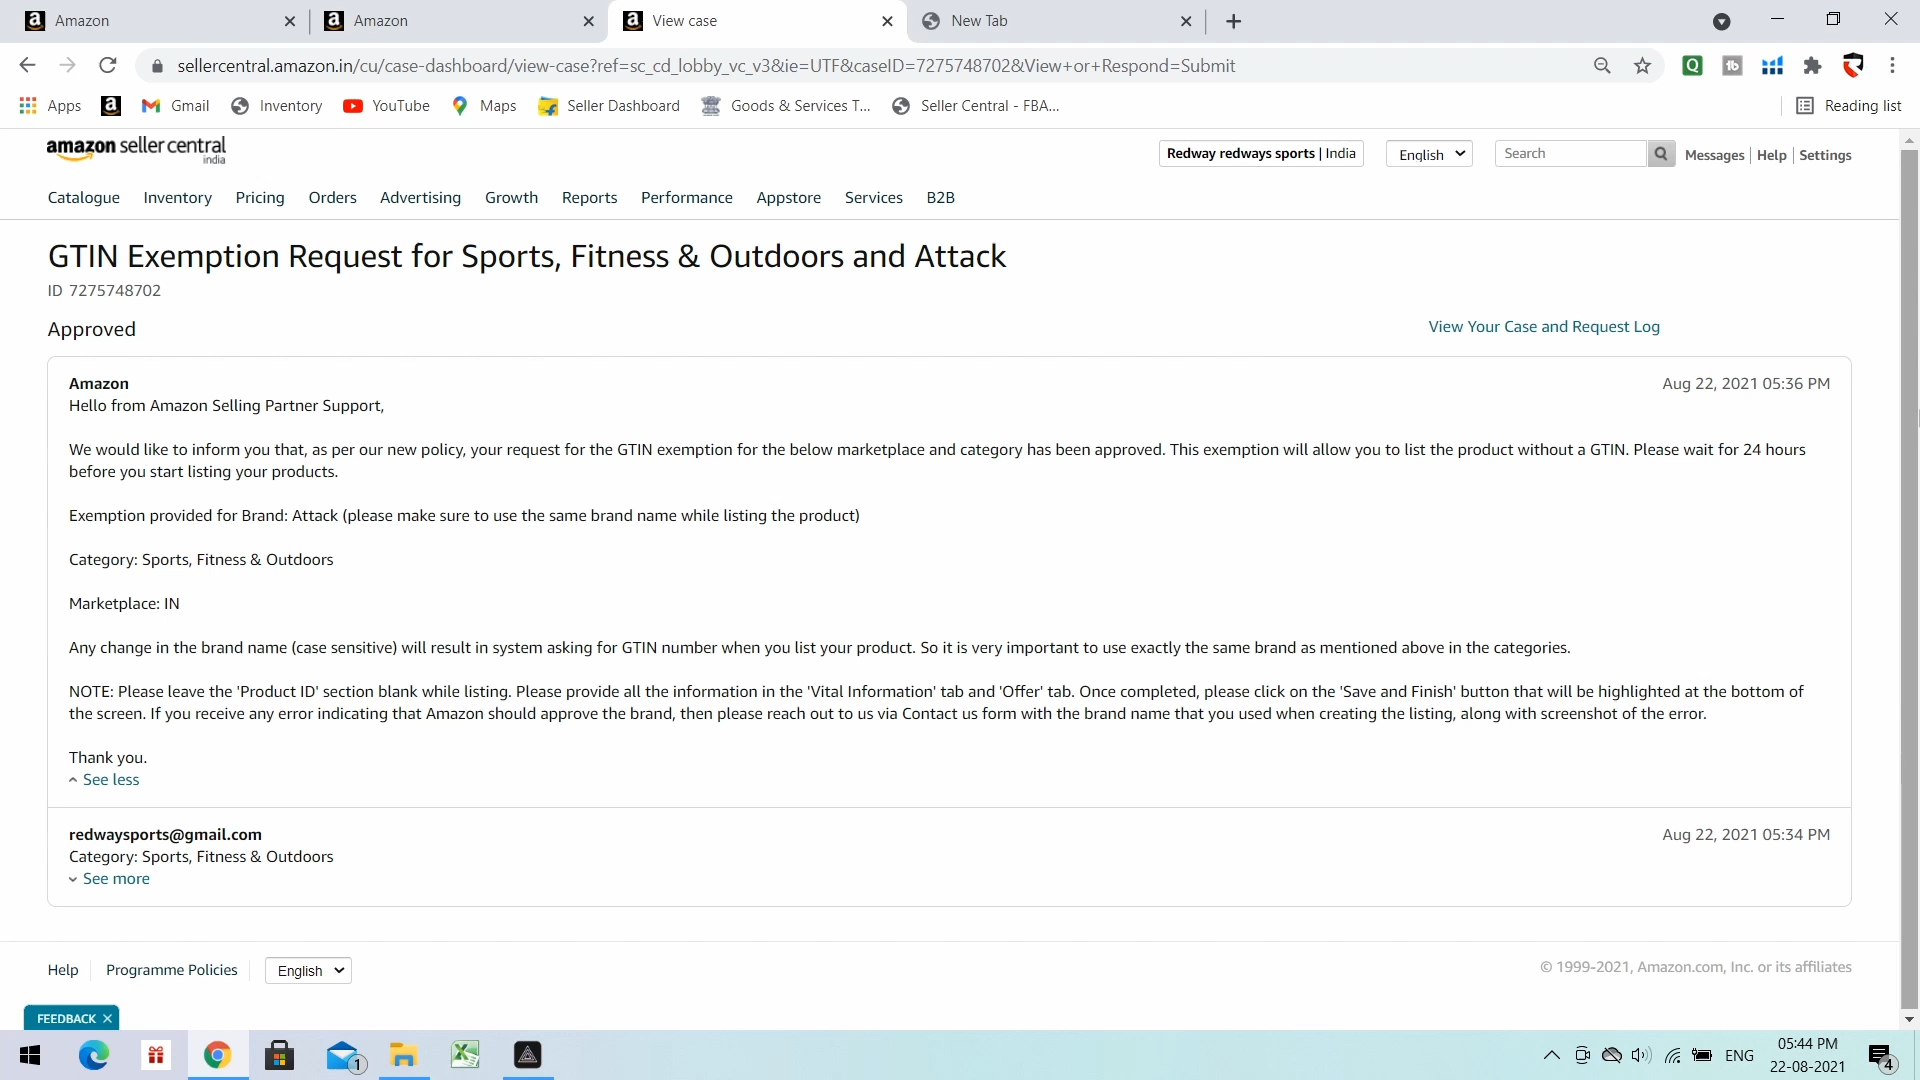 Amazon
Amazon
View case
New Tab
sellercentral.amazon.in/cu/case-dashboard/view-case?ref=sc_cd_lobby_vc_v3&ie=UTF&caseID=7275748702&View+or+Respond=Submit
Apps Gmail Inventory YouTube Maps Seller Dashboard Goods & Services T... Seller Central - FBA... Reading list
amazon seller central
india
Redway redways sports | India English Search Messages Help Settings
Catalogue Inventory Pricing Orders Advertising Growth Reports Performance Appstore Services B2B
GTIN Exemption Request for Sports, Fitness & Outdoors and Attack
ID 7275748702
Approved
View Your Case and Request Log
Amazon
Aug 22, 2021 05:36 PM
Hello from Amazon Selling Partner Support,
We would like to inform you that, as per our new policy, your request for the GTIN exemption for the below marketplace and category has been approved. This exemption will allow you to list the product without a GTIN. Please wait for 24 hours
before you start listing your products.
Exemption provided for Brand: Attack (please make sure to use the same brand name while listing the product)
Category: Sports, Fitness & Outdoors
Marketplace: IN
Any change in the brand name (case sensitive) will result in system asking for GTIN number when you list your product. So it is very important to use exactly the same brand as mentioned above in the categories.
NOTE: Please leave the 'Product ID' section blank while listing. Please provide all the information in the 'Vital Information' tab and 'Offer' tab. Once completed, please click on the 'Save and Finish' button that will be highlighted at the bottom of
the screen. If you receive any error indicating that Amazon should approve the brand, then please reach out to us via Contact us form with the brand name that you used when creating the listing, along with screenshot of the error.
Thank you.
See less
redwaysports@gmail.com
Aug 22, 2021 05:34 PM
Category: Sports, Fitness & Outdoors
See more
Help Programme Policies English
© 1999-2021, Amazon.com, Inc. or its affiliates
FEEDBACK
1
ENG
05:44 PM
22-08-2021
4